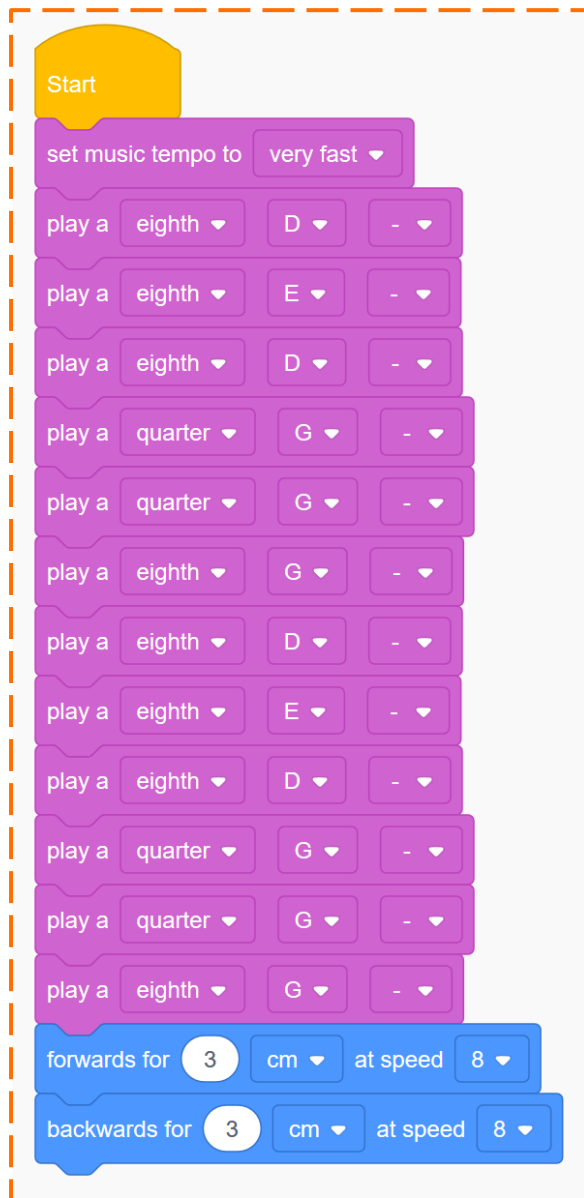 Start
set music tempo to very fast
play a eighth D -
play a eighth E -
play a eighth D -
play a quarter G -
play a quarter G -
play a eighth G -
play a eighth D -
play a eighth E -
play a eighth D -
play a quarter G -
play a quarter G -
play a eighth G -
forwards for 3 cm at speed 8
backwards for 3 cm at speed 8